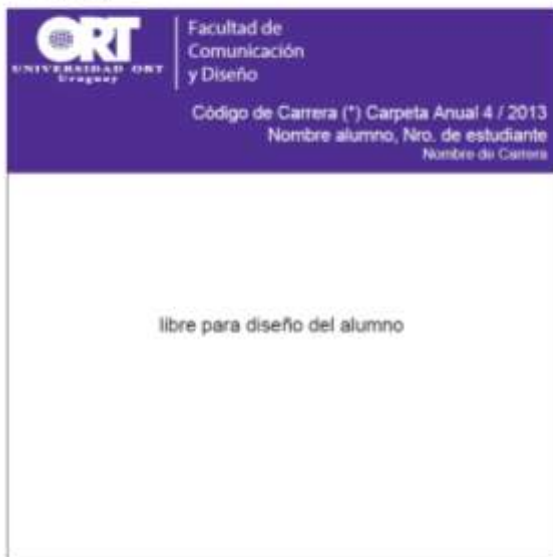 ORT
UNIVERSIDAD ORT
Uruguay
Facultad de
Comunicación
y Diseño
Código de Carrera (*) Carpeta Anual 4 / 2013
Nombre alumno, Nro. de estudiante
Nombre de Carrera
libre para diseño del alumno